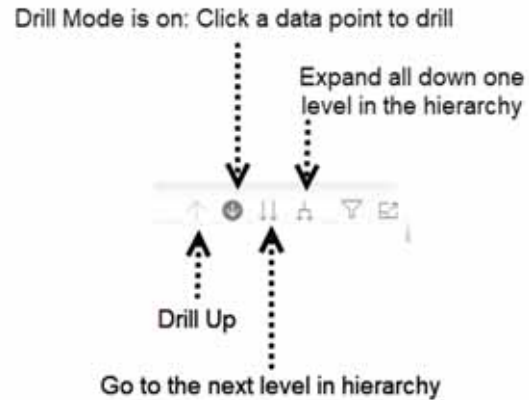 Drill Mode is on: Click a data point to drill
Expand all down one
level in the hierarchy
Drill Up
Go to the next level in hierarchy